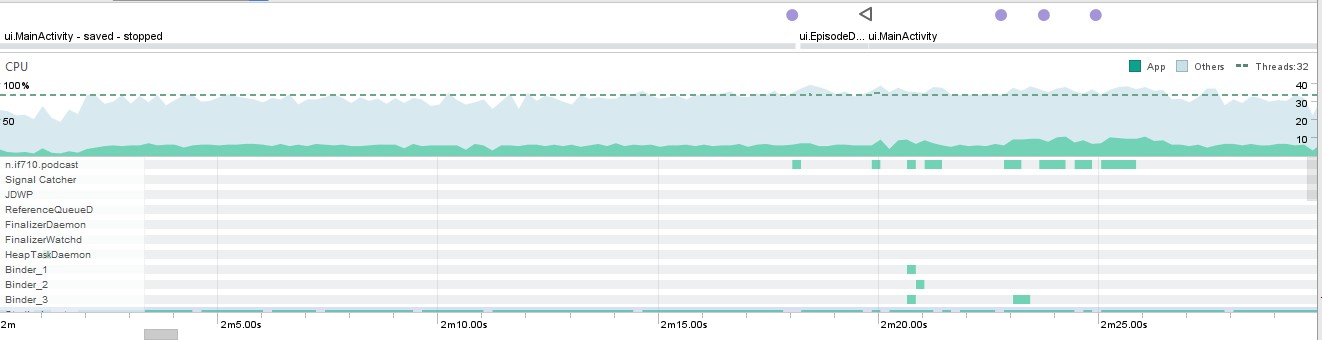 ui.MainActivity - saved - stopped ui.EpisodeD... ui.MainActivity
CPU App Others Threads:32
100% 40
30
50 20
10
n.if710.podcast
Signal Catcher
JDWP
ReferenceQueueD
FinalizerDaemon
FinalizerWatchd
HeapTaskDaemon
Binder_1
Binder_2
Binder_3
2m 2m5.00s 2m10.00s 2m15.00s 2m20.00s 2m25.00s